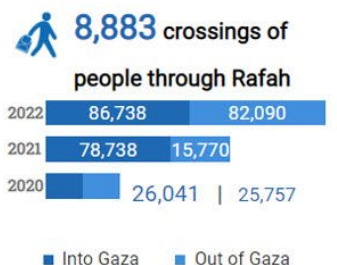 8,883 crossings of
people through Rafah
2022 86,738 82,090
2021 78,738 15,770
2020 26,041 | 25,757
Into Gaza Out of Gaza